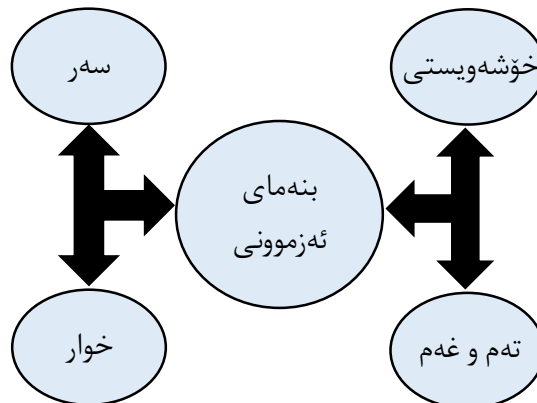 خۆشەویستی
سەر
بنەمای
ئەزموونی
تەم و غەم
خوار